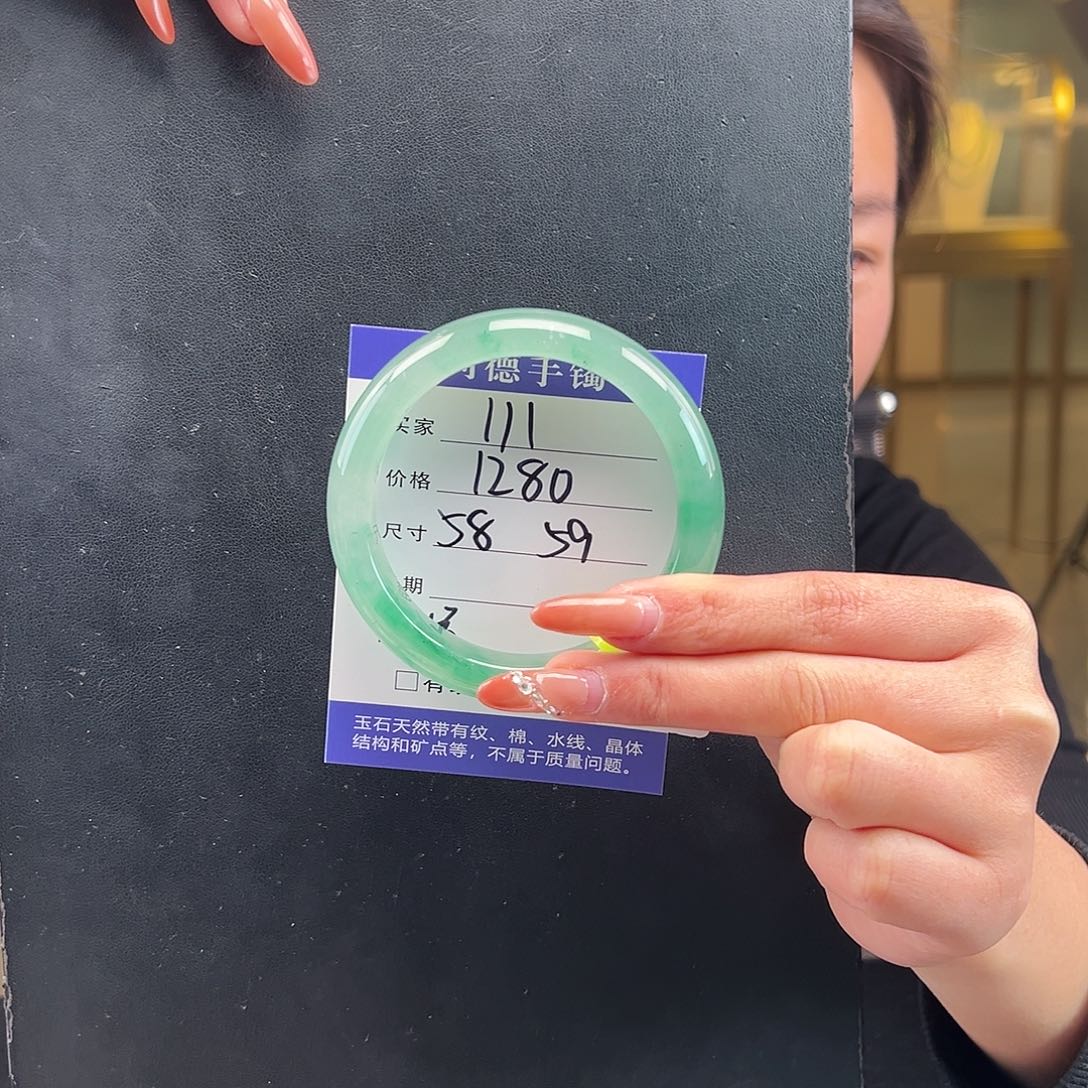 德手镯
买家 111
价格 1280
尺寸 58 59
期
有
玉石天然带有纹、棉、水线、晶体
结构和矿点等，不属于质量问题。